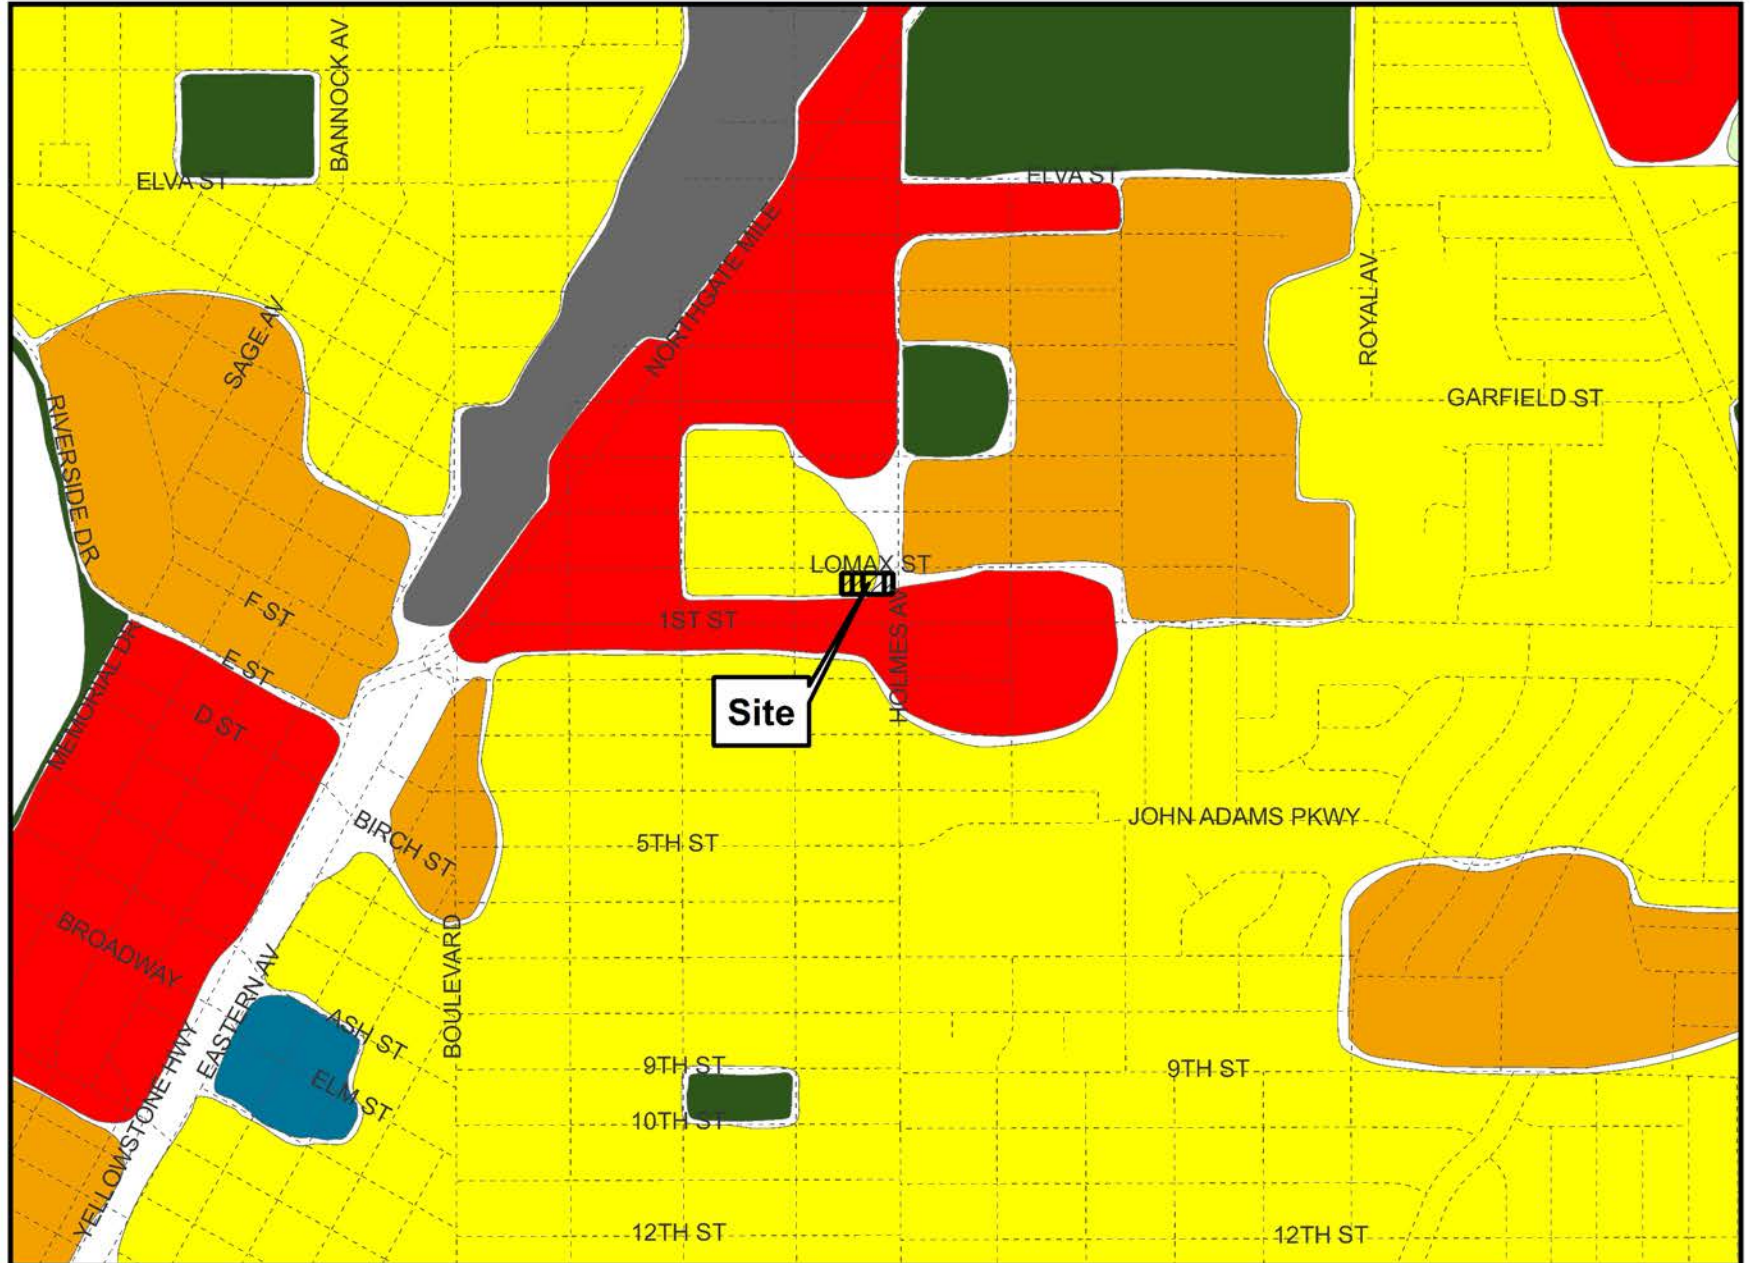 BANNOCK AV
ELVA ST
ELVA ST
NORTHGATE MILE
SAGE AV
ROYAL AV
RIVERSIDE DR
GARFIELD ST
LOMAX ST
F ST
1ST ST
HOLMES AV
E ST
MEMORIAL DR
D ST
Site
BIRCH ST
5TH ST
JOHN ADAMS PKWY
BROADWAY
BOULEVARD
EASTERN AV
ASH ST
YELLOWSTONE HWY
ELM ST
9TH ST
9TH ST
10TH ST
12TH ST
12TH ST